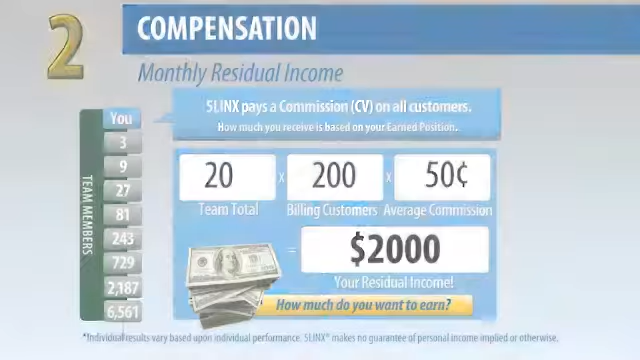 2
COMPENSATION
Monthly Residual Income
5LINX pays a Commission (CV) on all customers.
How much you receive is based on your Earned Position.
TEAM MEMBERS
You
3
9
27
81
243
729
2,187
6,561
20 x 200 x 50¢
Team Total Billing Customers Average Commission
= $2000
Your Residual Income!
How much do you want to earn?
*Individual results vary based upon individual performance. 5LINX® makes no guarantee of personal income implied or otherwise.